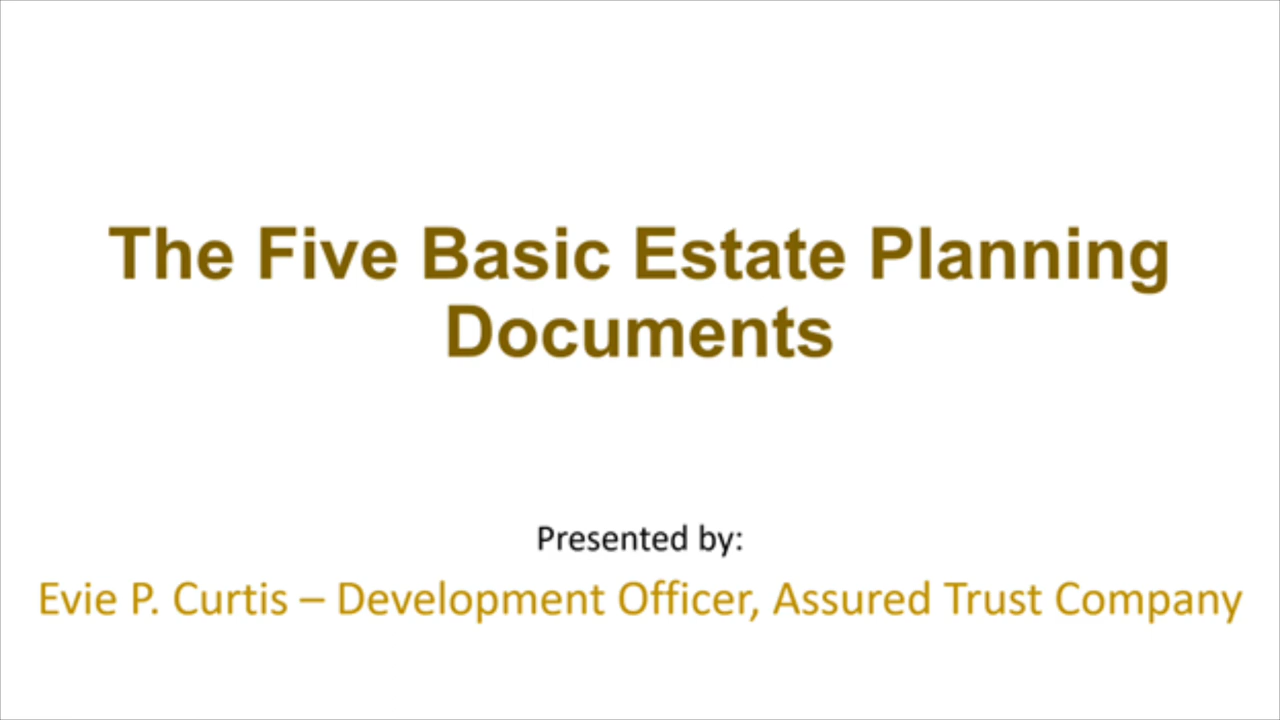 The Five Basic Estate Planning
Documents
Presented by:
Evie P. Curtis – Development Officer, Assured Trust Company